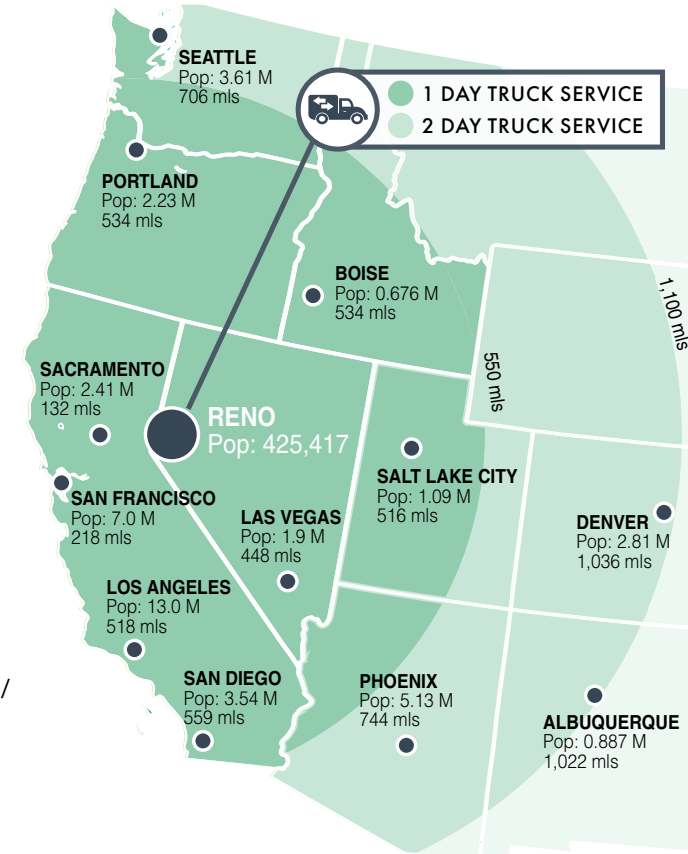 SEATTLE
Pop: 3.61 M
706 mls
1 DAY TRUCK SERVICE
2 DAY TRUCK SERVICE
PORTLAND
Pop: 2.23 M
534 mls
BOISE
Pop: 0.676 M
534 mls
1,100 mls
550 mls
SACRAMENTO
Pop: 2.41 M
132 mls
RENO
Pop: 425,417
SALT LAKE CITY
Pop: 1.09 M
516 mls
SAN FRANCISCO
Pop: 7.0 M
218 mls
LAS VEGAS
Pop: 1.9 M
448 mls
DENVER
Pop: 2.81 M
1,036 mls
LOS ANGELES
Pop: 13.0 M
518 mls
/
SAN DIEGO
Pop: 3.54 M
559 mls
PHOENIX
Pop: 5.13 M
744 mls
ALBUQUERQUE
Pop: 0.887 M
1,022 mls